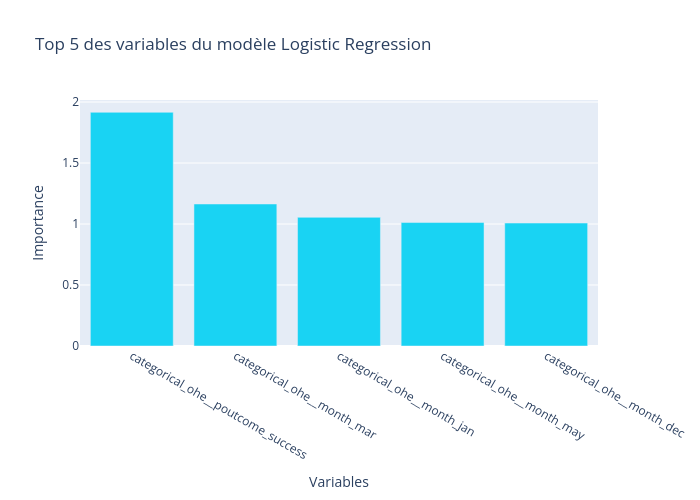 Top 5 des variables du modèle Logistic Regression
Importance
2
1.5
1
0.5
0
categorical_ohe__poutcome_success
categorical_ohe__month_mar
categorical_ohe__month_jan
categorical_ohe__month_may
categorical_ohe__month_dec
Variables